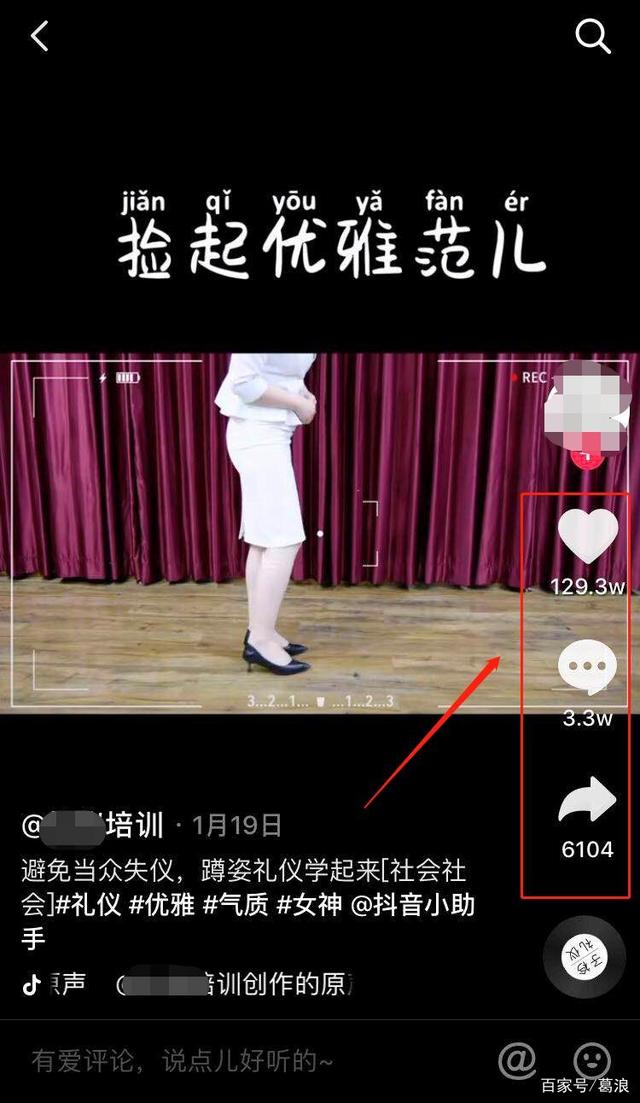 jiǎn qǐ yōu yǎ fàn ér
捡起优雅范儿
REC
129.3w
3.3w
3...2...1... ...1...2...3
6104
@ 培训 · 1月19日
避免当众失仪，蹲姿礼仪学起来[社会社
会]#礼仪 #优雅 #气质 #女神 @抖音小助
手
原声 @ 培训创作的原声
礼仪
有爱评论，说点儿好听的~
百家号/葛浪